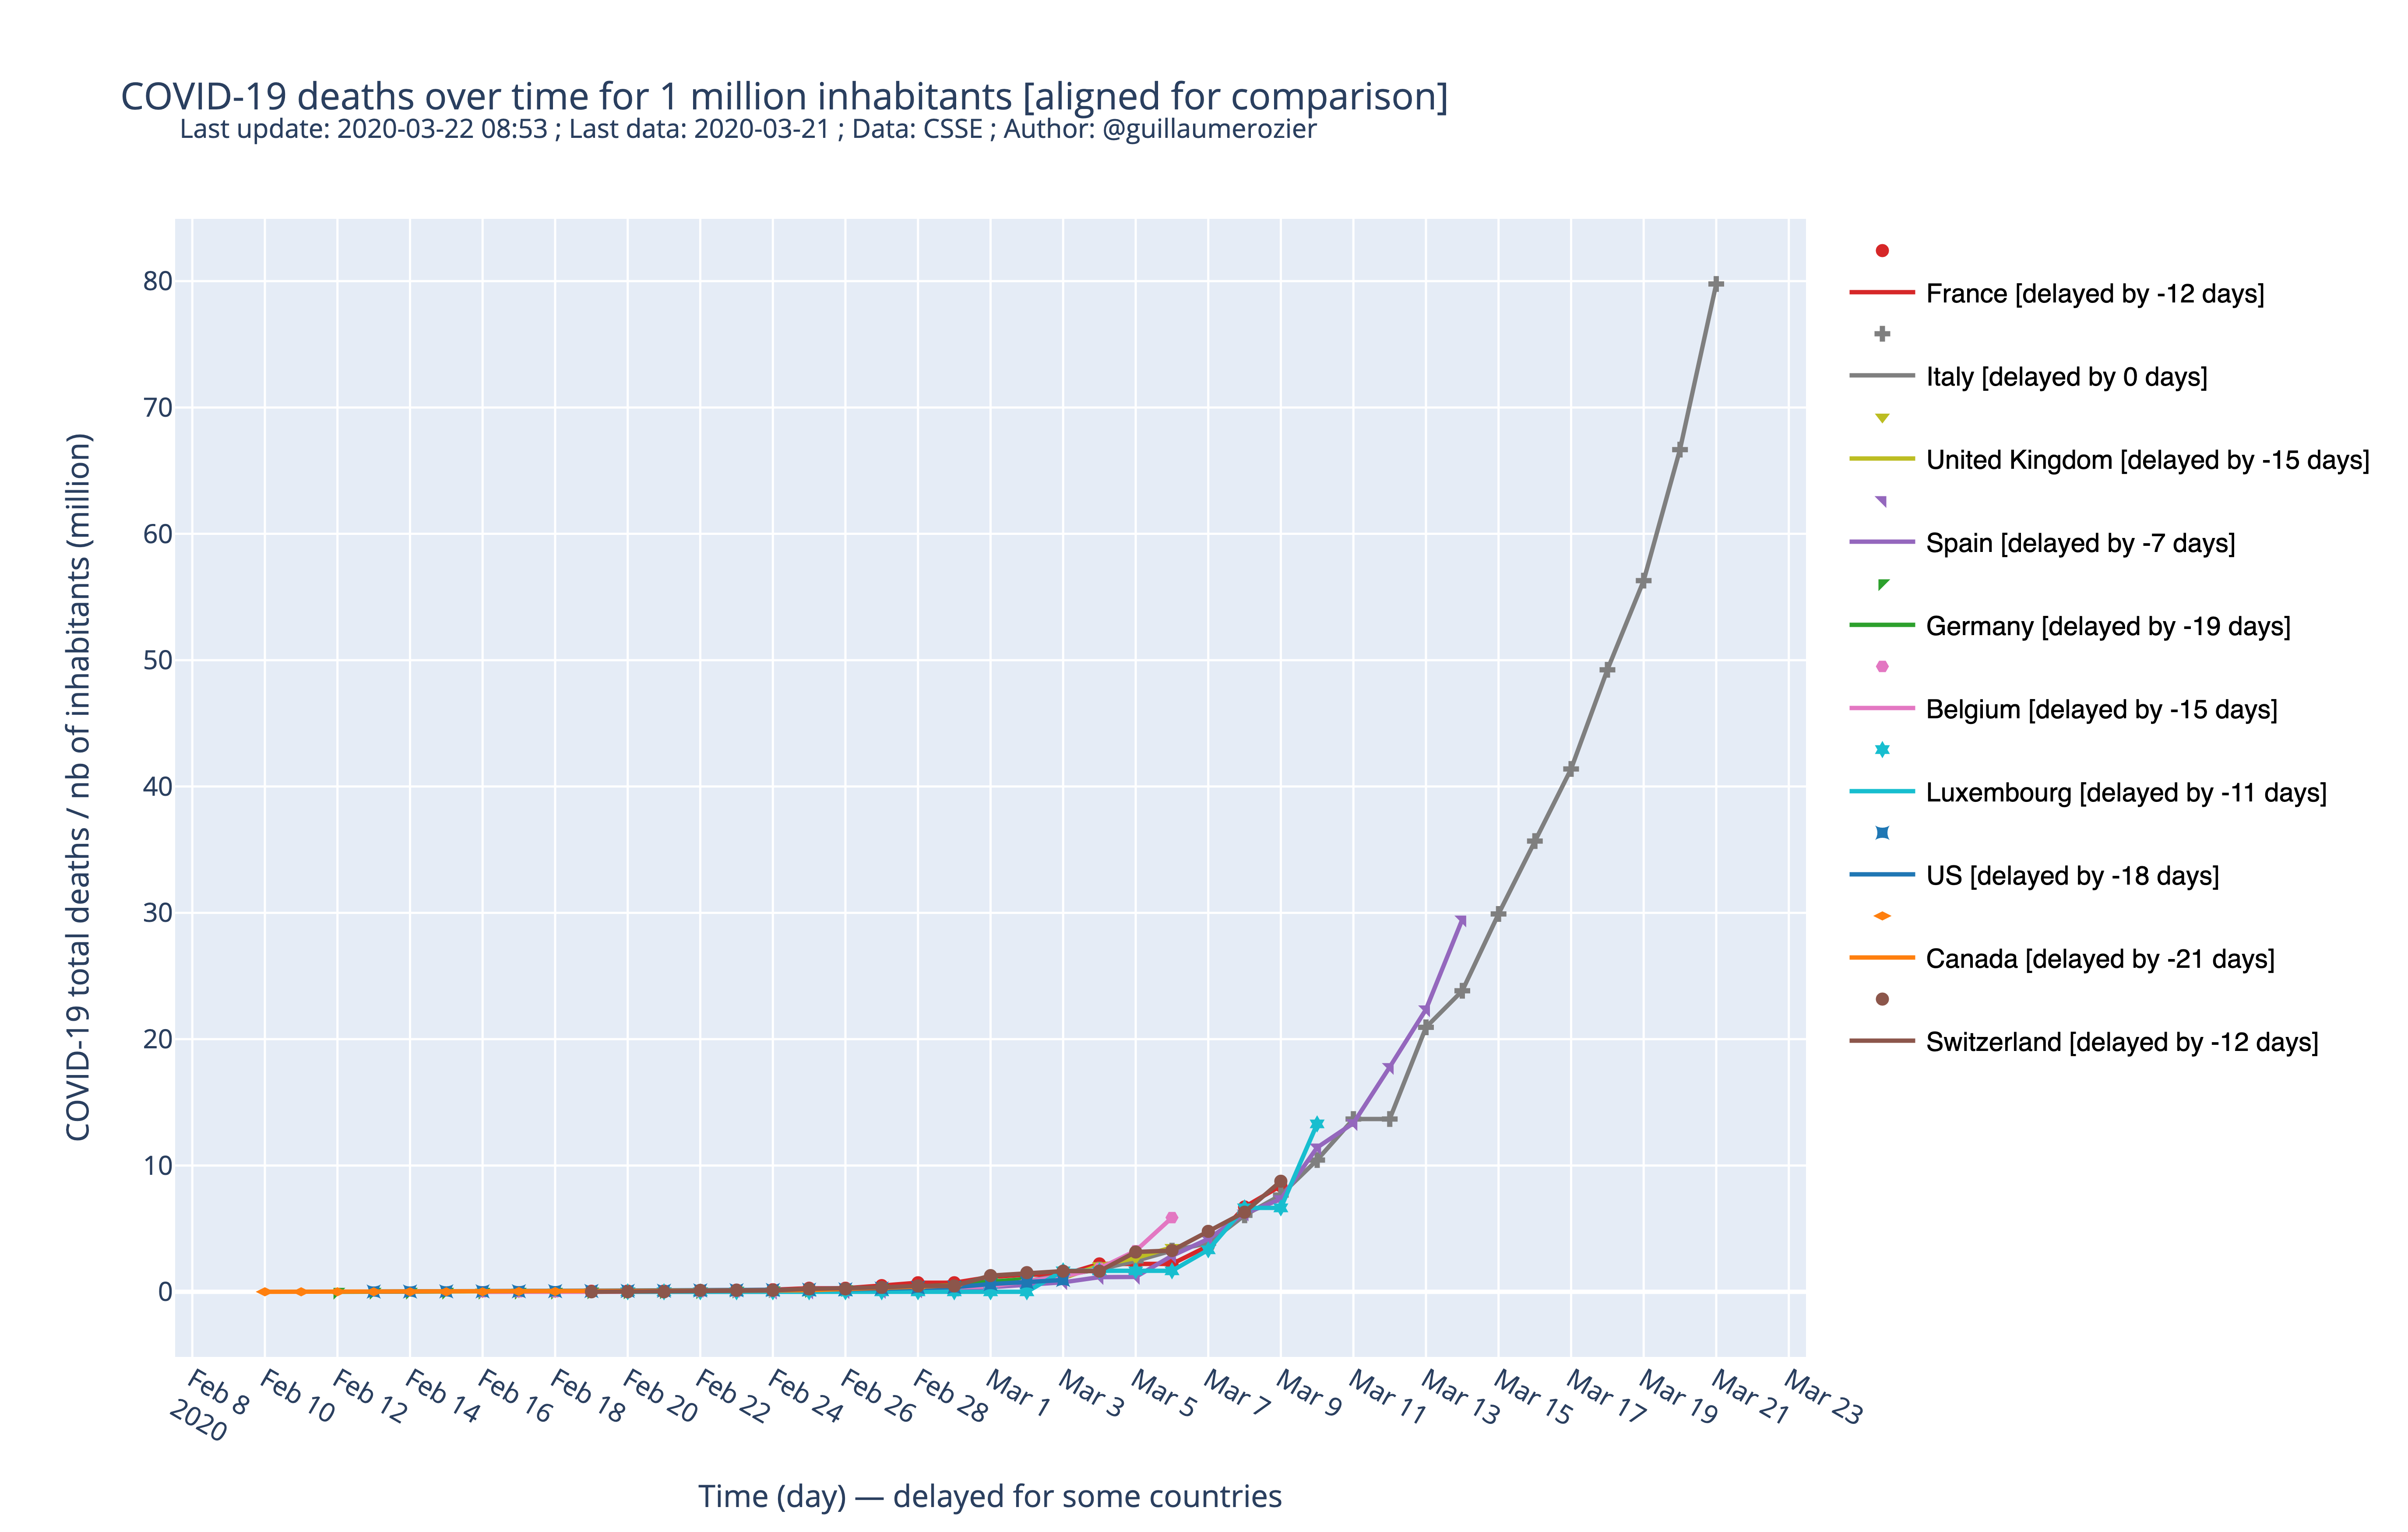 COVID-19 deaths over time for 1 million inhabitants [aligned for comparison]
Last update: 2020-03-22 08:53 ; Last data: 2020-03-21 ; Data: CSSE ; Author: @guillaumerozier
COVID-19 total deaths / nb of inhabitants (million)
80
70
60
50
40
30
20
10
0
Feb 8
2020
Feb 10
Feb 12
Feb 14
Feb 16
Feb 18
Feb 20
Feb 22
Feb 24
Feb 26
Feb 28
Mar 1
Mar 3
Mar 5
Mar 7
Mar 9
Mar 11
Mar 13
Mar 15
Mar 17
Mar 19
Mar 21
Mar 23
Time (day) — delayed for some countries
France [delayed by -12 days]
Italy [delayed by 0 days]
United Kingdom [delayed by -15 days]
Spain [delayed by -7 days]
Germany [delayed by -19 days]
Belgium [delayed by -15 days]
Luxembourg [delayed by -11 days]
US [delayed by -18 days]
Canada [delayed by -21 days]
Switzerland [delayed by -12 days]